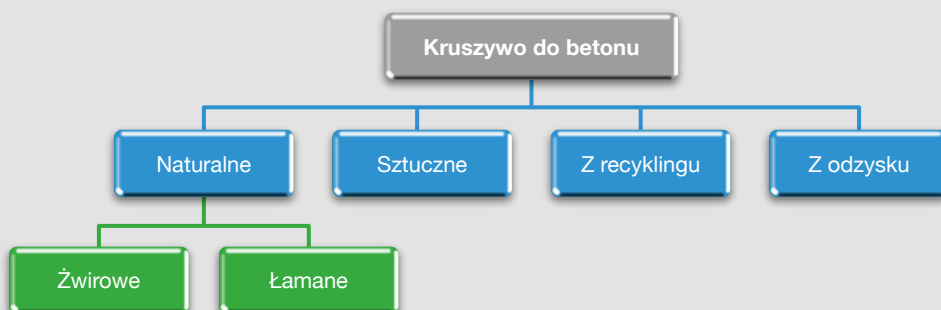 Kruszywo do betonu
Naturalne
Sztuczne
Z recyklingu
Z odzysku
Żwirowe
Łamane